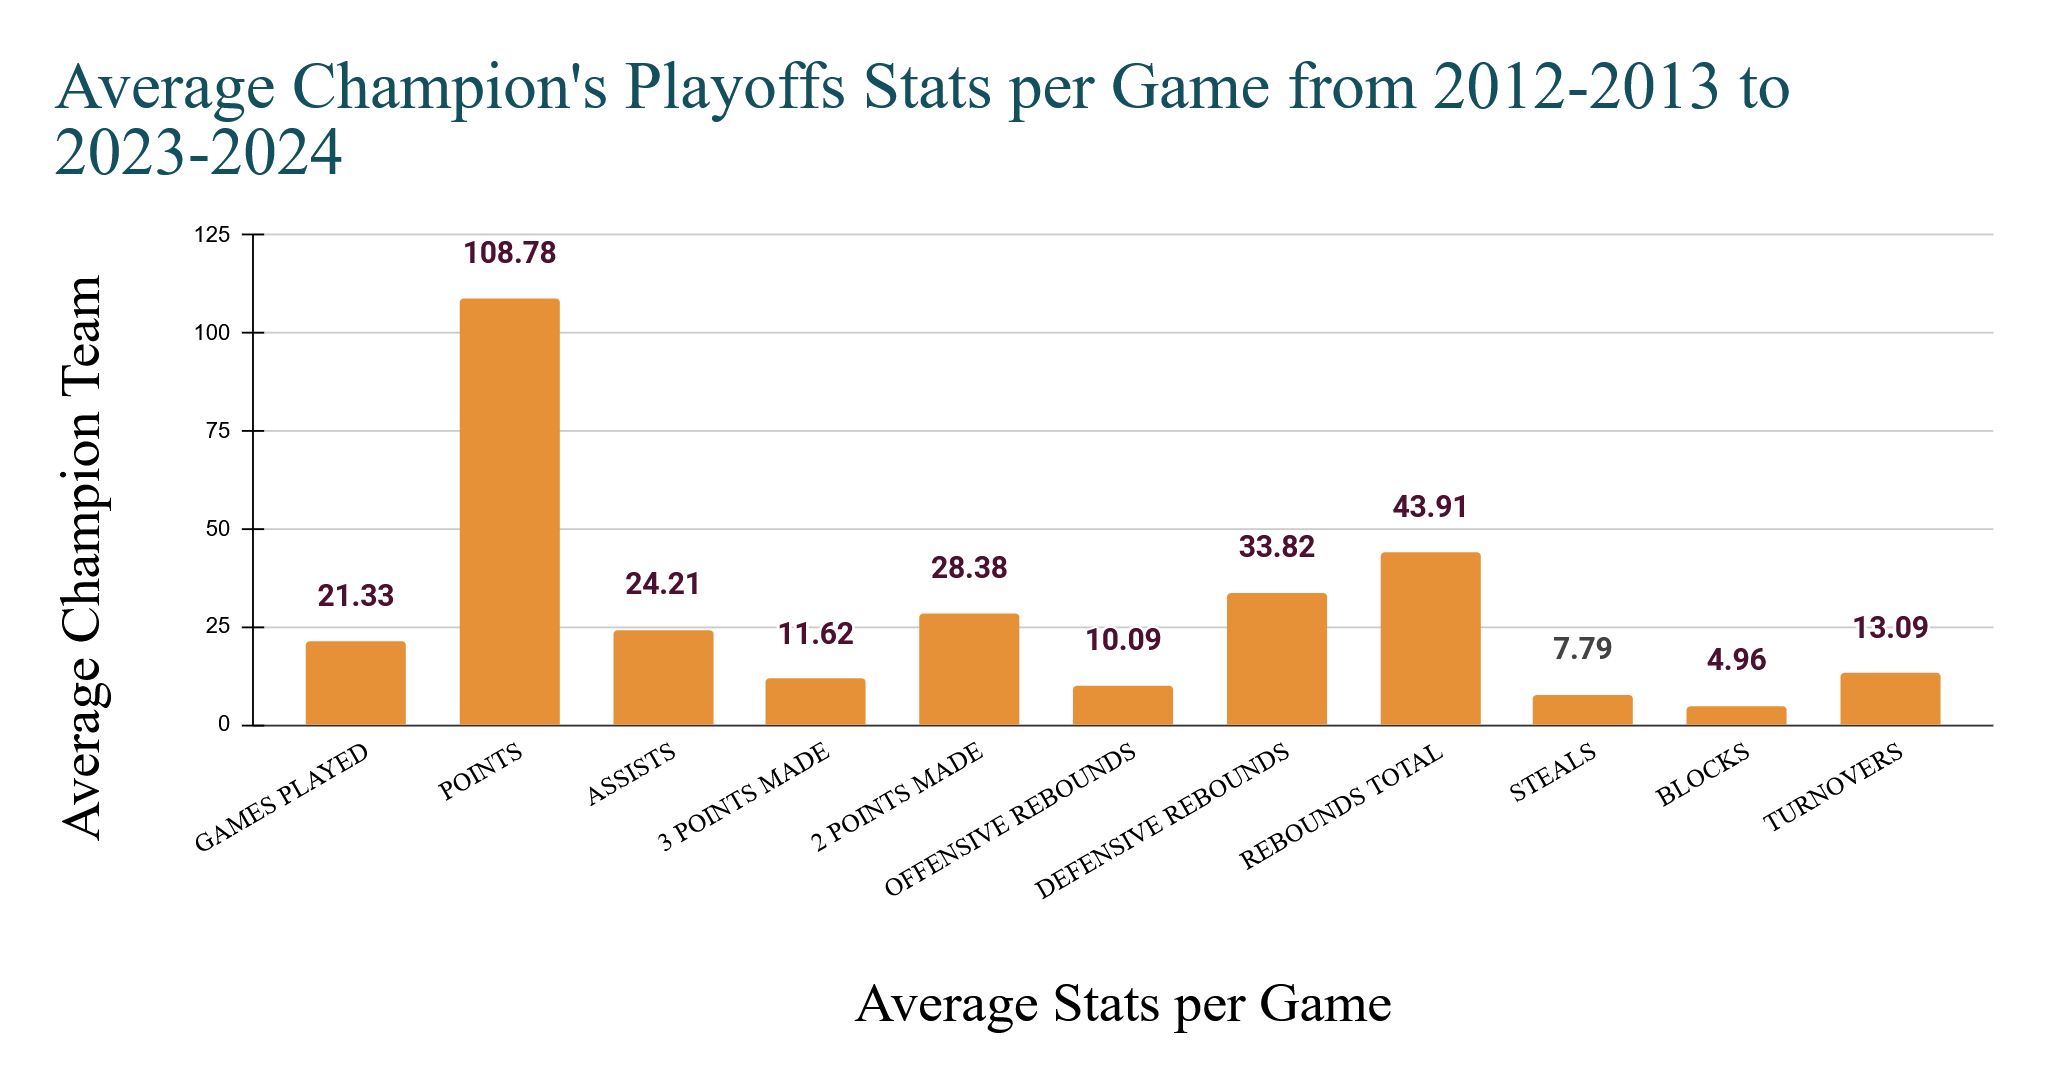 Average Champion's Playoffs Stats per Game from 2012-2013 to
2023-2024
Average Champion Team
125
100
75
50
25
0
21.33
108.78
24.21
11.62
28.38
10.09
33.82
43.91
7.79
4.96
13.09
GAMES PLAYED
POINTS
ASSISTS
3 POINTS MADE
2 POINTS MADE
OFFENSIVE REBOUNDS
DEFENSIVE REBOUNDS
REBOUNDS TOTAL
STEALS
BLOCKS
TURNOVERS
Average Stats per Game